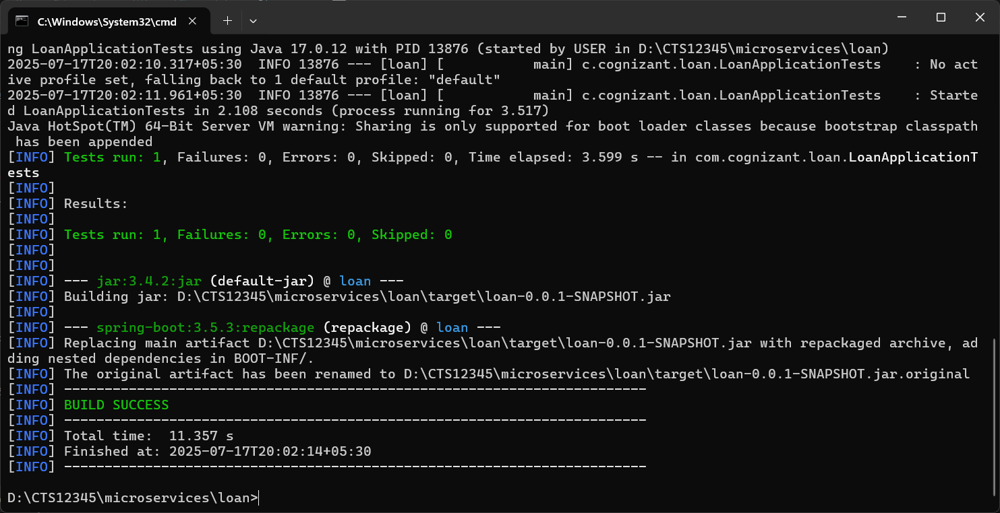 C:\Windows\System32\cmd
ng LoanApplicationTests using Java 17.0.12 with PID 13876 (started by USER in D:\CTS12345\microservices\loan)
2025-07-17T20:02:10.317+05:30  INFO 13876 --- [loan] [           main] c.cognizant.loan.LoanApplicationTests    : No act
ive profile set, falling back to 1 default profile: "default"
2025-07-17T20:02:11.961+05:30  INFO 13876 --- [loan] [           main] c.cognizant.loan.LoanApplicationTests    : Starte
d LoanApplicationTests in 2.108 seconds (process running for 3.517)
Java HotSpot(TM) 64-Bit Server VM warning: Sharing is only supported for boot loader classes because bootstrap classpath
 has been appended
[INFO] Tests run: 1, Failures: 0, Errors: 0, Skipped: 0, Time elapsed: 3.599 s -- in com.cognizant.loan.LoanApplicationT
ests
[INFO]
[INFO] Results:
[INFO]
[INFO] Tests run: 1, Failures: 0, Errors: 0, Skipped: 0
[INFO]
[INFO]
[INFO] --- jar:3.4.2:jar (default-jar) @ loan ---
[INFO] Building jar: D:\CTS12345\microservices\loan\target\loan-0.0.1-SNAPSHOT.jar
[INFO]
[INFO] --- spring-boot:3.5.3:repackage (repackage) @ loan ---
[INFO] Replacing main artifact D:\CTS12345\microservices\loan\target\loan-0.0.1-SNAPSHOT.jar with repackaged archive, ad
ding nested dependencies in BOOT-INF/.
[INFO] The original artifact has been renamed to D:\CTS12345\microservices\loan\target\loan-0.0.1-SNAPSHOT.jar.original
[INFO] ------------------------------------------------------------------------
[INFO] BUILD SUCCESS
[INFO] ------------------------------------------------------------------------
[INFO] Total time:  11.357 s
[INFO] Finished at: 2025-07-17T20:02:14+05:30
[INFO] ------------------------------------------------------------------------
D:\CTS12345\microservices\loan>